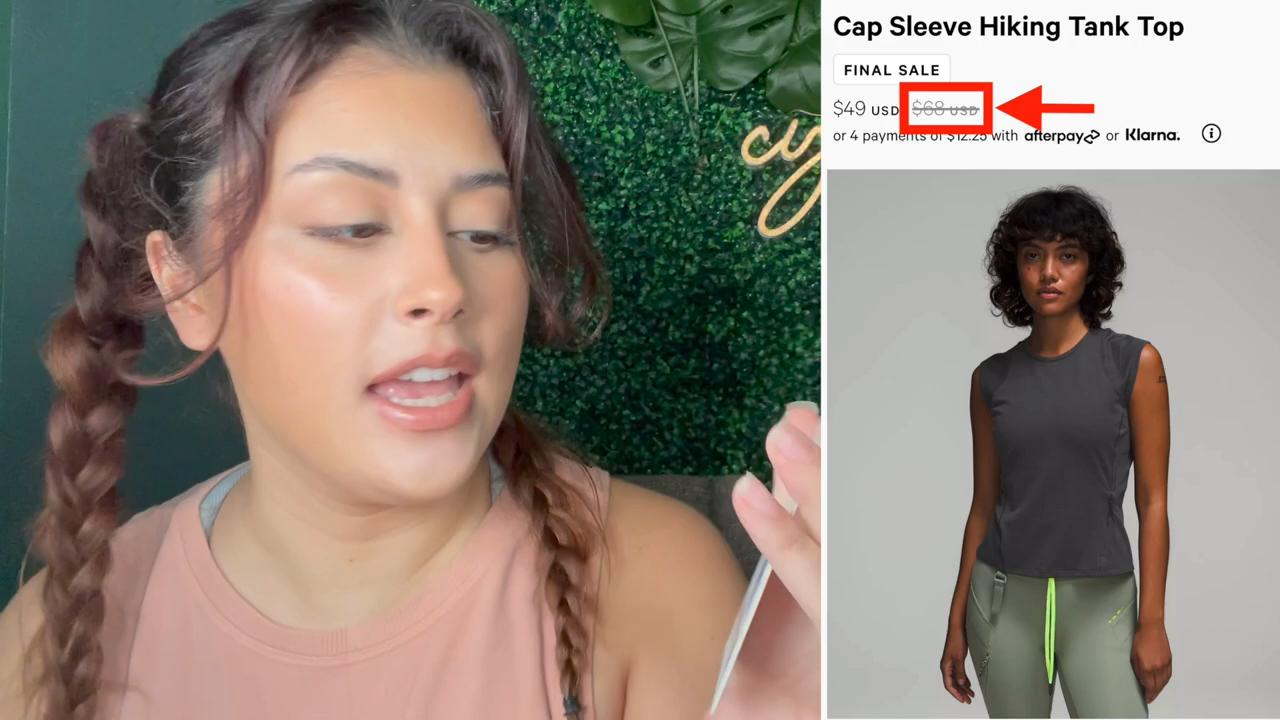 Cap Sleeve Hiking Tank Top
FINAL SALE
$49 USD $68 USD
or 4 payments of $12.25 with afterpay or Klarna.